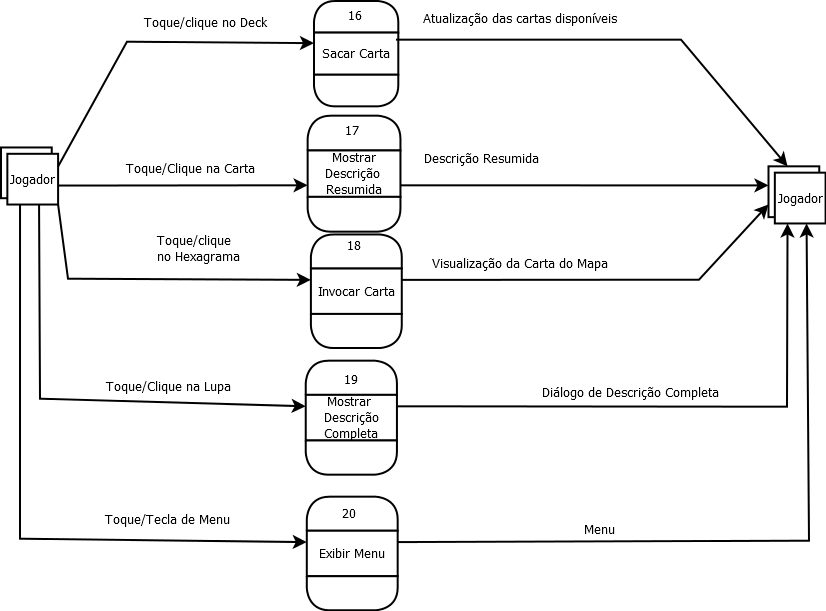 Toque/clique no Deck
16
Sacar Carta
Atualização das cartas disponíveis
Jogador
Toque/Clique na Carta
17
Mostrar
Descrição
Resumida
Descrição Resumida
Jogador
Toque/clique
no Hexagrama
18
Invocar Carta
Visualização da Carta do Mapa
Toque/Clique na Lupa
19
Mostrar
Descrição
Completa
Diálogo de Descrição Completa
Toque/Tecla de Menu
20
Exibir Menu
Menu